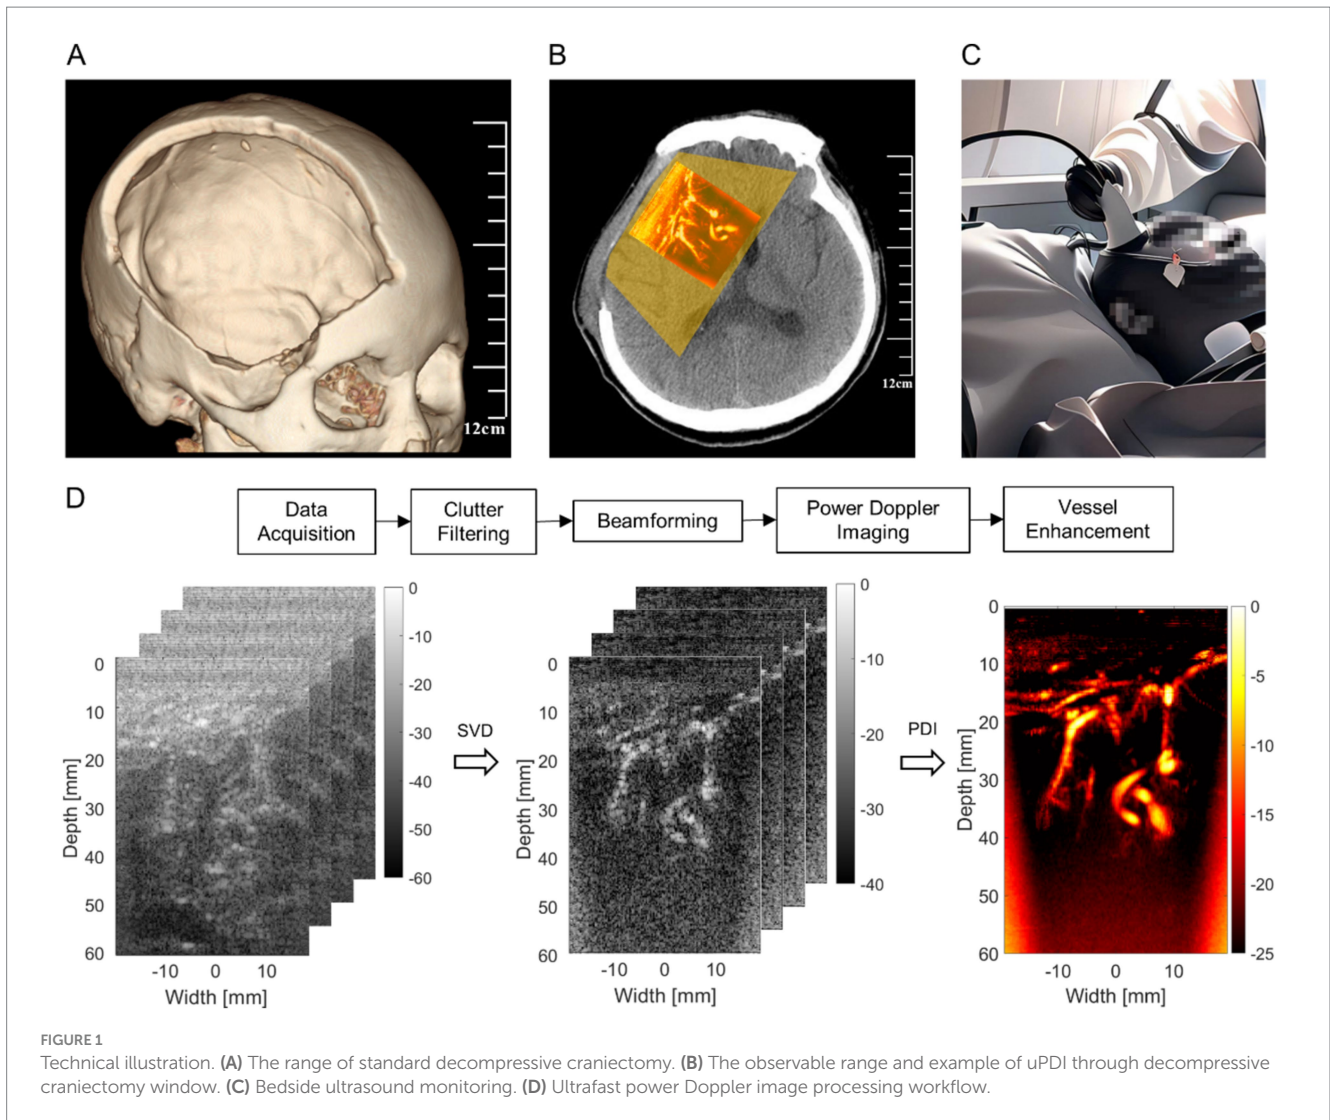 A
B
C
12cm
12cm
D
Data
Acquisition
Clutter
Filtering
Beamforming
Power Doppler
Imaging
Vessel
Enhancement
0
-10
-20
-30
-40
-50
-60
0
10
20
30
40
50
60
Depth [mm]
-10 0 10
Width [mm]
SVD
0
-10
-20
-30
-40
0
10
20
30
40
50
60
Depth [mm]
-10 0 10
Width [mm]
PDI
0
-5
-10
-15
-20
-25
0
10
20
30
40
50
60
Depth [mm]
-10 0 10
Width [mm]
FIGURE 1
Technical illustration. (A) The range of standard decompressive craniectomy. (B) The observable range and example of uPDI through decompressive
craniectomy window. (C) Bedside ultrasound monitoring. (D) Ultrafast power Doppler image processing workflow.